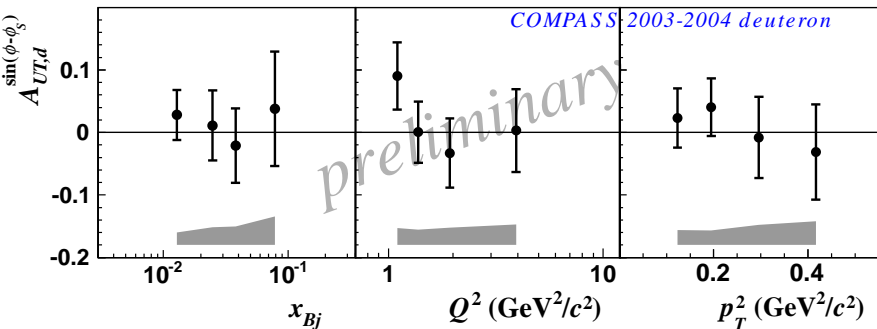 COMPASS 2003-2004 deuteron
A_{UT,d}^{sin(ϕ-ϕ_S)}
0.1
0
-0.1
-0.2
preliminary
10^{-2} 10^{-1} 1 10 0.2 0.4
x_{Bj} Q^2 (GeV^2/c^2) p_T^2 (GeV^2/c^2)